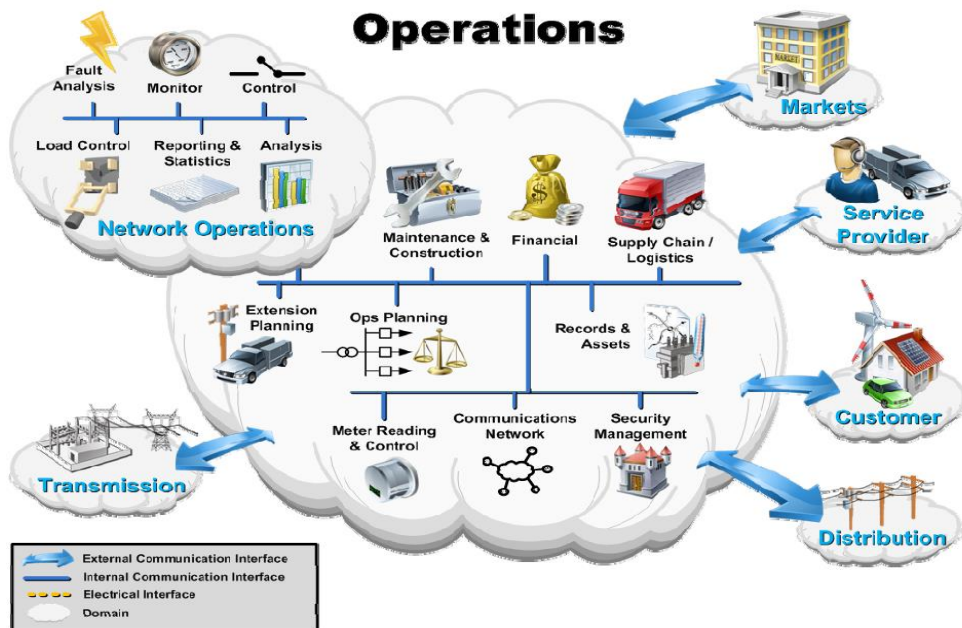 Operations
Fault
Analysis
Monitor
Control
Load Control
Reporting &
Statistics
Analysis
Network Operations
MARKET
Markets
Service
Provider
Maintenance &
Construction
Financial
Supply Chain /
Logistics
Extension
Planning
Ops Planning
Records &
Assets
Customer
Meter Reading
& Control
Communications
Network
Security
Management
Transmission
Distribution
External Communication Interface
Internal Communication Interface
Electrical Interface
Domain